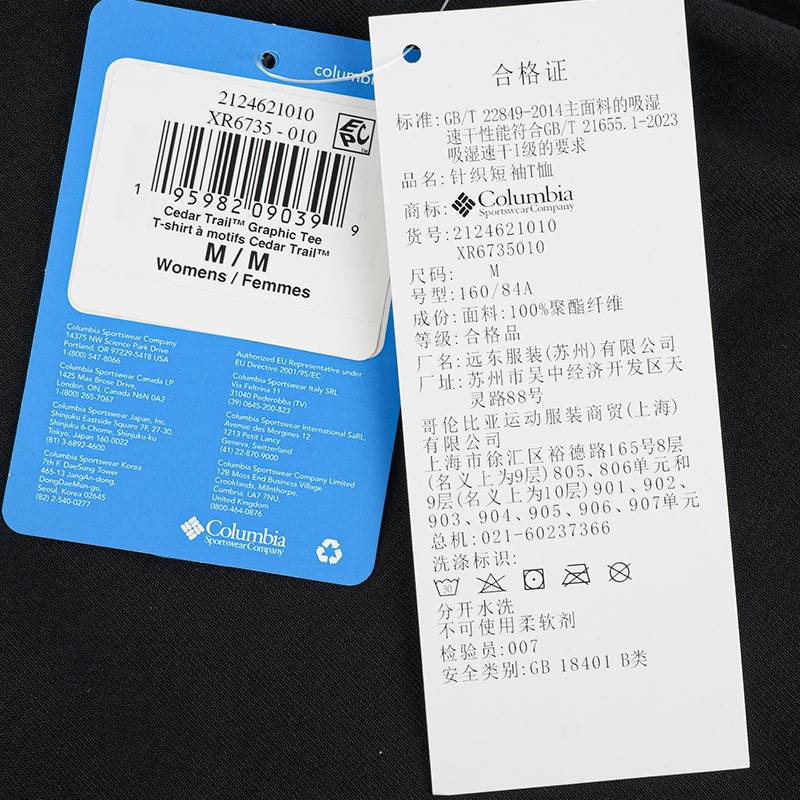 columbi
2124621010
XR6735 - 010
EPC
1 95982 09039 9
Cedar Trail™ Graphic Tee
T-shirt à motifs Cedar Trail™
M / M
Womens / Femmes
Columbia Sportswear Company
14375 NW Science Park Drive
Portland, OR 97229-5418 USA
1-(800) 547-8066
Columbia Sportswear Canada LP
1425 Max Brose Drive,
London, ON, Canada N6N 0A2
1-(800) 265-7067
Columbia Sportswear Japan, Inc.
Shinjuku Eastside Square 7F, 27-30,
Shinjuku 6-Chome, Shinjuku-ku
Tokyo, Japan 160-0022
(81) 3-6892-4600
Columbia Sportswear Korea
7th F. DaeSung Tower
465-13 JangAn-dong,
DongDaeMun-gu,
Seoul, Korea 02645
(82) 2-540-0277
Authorized EU Representative under
EU Directive 2001/95/EC.
Columbia Sportswear Italy SRL
Via Feltrina 11
31040 Pederobba (TV)
(39) 0645-200-823
Columbia Sportswear International SàRL,
Avenue des Morgines 12,
1213 Petit Lancy
Geneva, Switzerland
(41) 22-870-9000
Columbia Sportswear Company Limited
12B Moss End Business Village
Crooklands, Milnthorpe,
Cumbria, LA7 7NU,
United Kingdom
0800-464-0876
Columbia
Sportswear Company
合格证
标准:GB/T 22849-2014主面料的吸湿
速干性能符合GB/T 21655.1-2023
吸湿速干1级的要求
品名:针织短袖T恤
商标: Columbia
Sportswear Company
货号:2124621010
XR6735010
尺码: M
号型:160/84A
成份:面料:100%聚酯纤维
等级:合格品
厂名:远东服装(苏州)有限公司
厂址:苏州市吴中经济开发区天
灵路88号
哥伦比亚运动服装商贸(上海)
有限公司
上海市徐汇区裕德路165号8层
(名义上为9层)805、806单元和
9层(名义上为10层)901、902、
903、904、905、906、907单元
总机:021-60237366
洗涤标识:
30
分开水洗
不可使用柔软剂
检验员:007
安全类别:GB 18401 B类